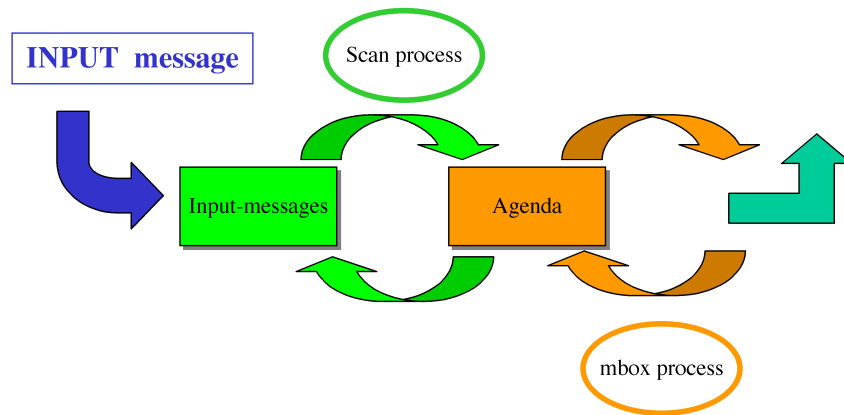 INPUT  message
Scan process
Input-messages
Agenda
mbox process